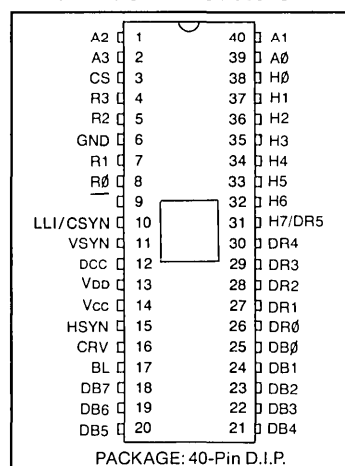 A2 1 40 A1
A3 2 39 AØ
CS 3 38 HØ
R3 4 37 H1
R2 5 36 H2
GND 6 35 H3
R1 7 34 H4
RØ 8 33 H5
9 32 H6
LLI/CSYN 10 31 H7/DR5
VSYN 11 30 DR4
DCC 12 29 DR3
VDD 13 28 DR2
VCC 14 27 DR1
HSYN 15 26 DRØ
CRV 16 25 DBØ
BL 17 24 DB1
DB7 18 23 DB2
DB6 19 22 DB3
DB5 20 21 DB4
PACKAGE: 40-Pin D.I.P.